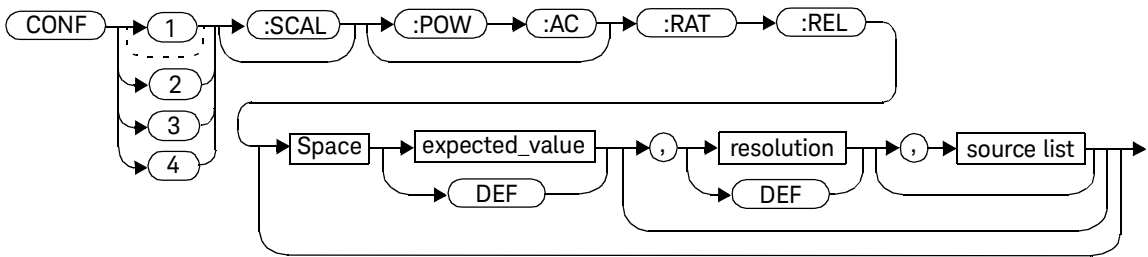 CONF 1 :SCAL :POW :AC :RAT :REL
2
3
4
Space expected_value , resolution , source list
DEF DEF